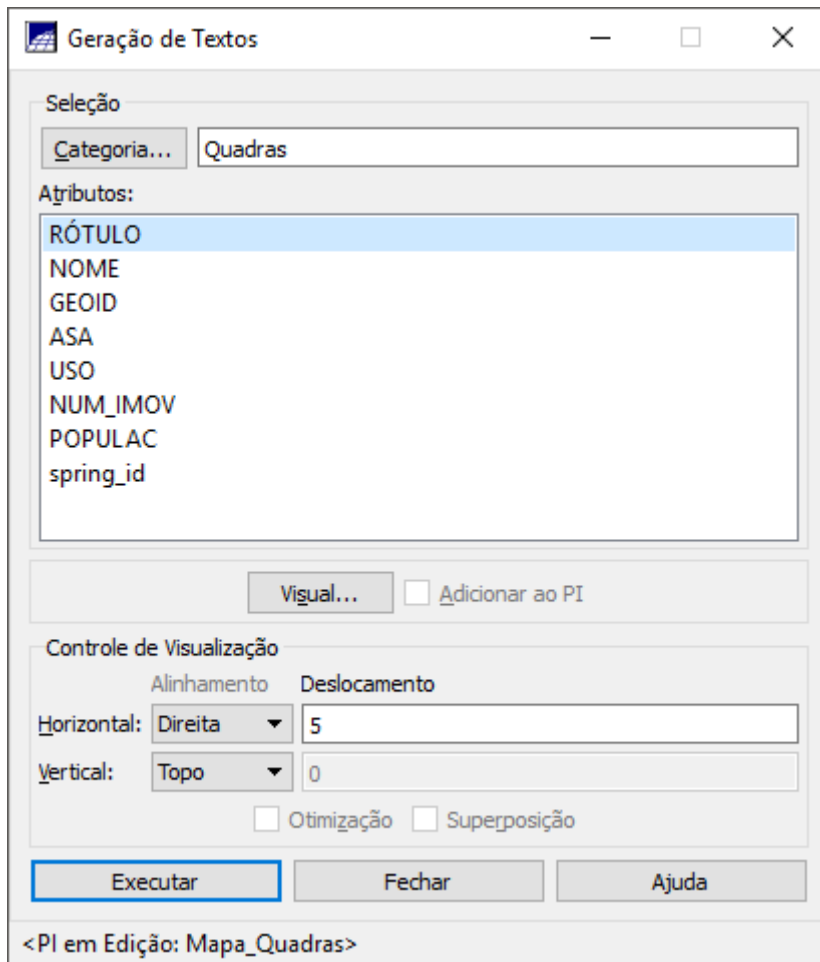 Geração de Textos
Seleção
Categoria... Quadras
Atributos:
RÓTULO
NOME
GEOID
ASA
USO
NUM_IMOV
POPULAC
spring_id
Visual... Adicionar ao PI
Controle de Visualização
Alinhamento Deslocamento
Horizontal: Direita 5
Vertical: Topo 0
Otimização Superposição
Executar Fechar Ajuda
<PI em Edição: Mapa_Quadras>